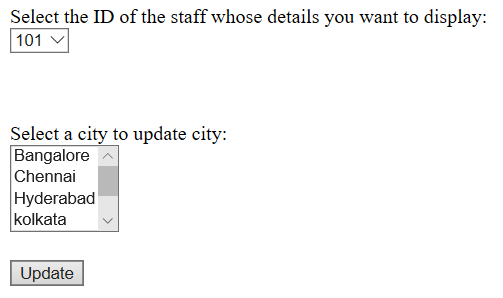 Select the ID of the staff whose details you want to display:
101
Select a city to update city:
Bangalore
Chennai
Hyderabad
kolkata
Update